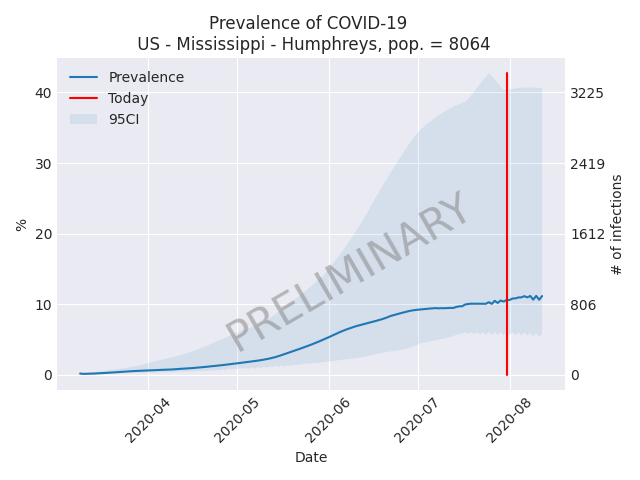 Prevalence of COVID-19
US - Mississippi - Humphreys, pop. = 8064
Prevalence
Today
95CI
40
30
20
10
0
%
3225
2419
1612
806
0
# of infections
PRELIMINARY
2020-04
2020-05
2020-06
2020-07
2020-08
Date